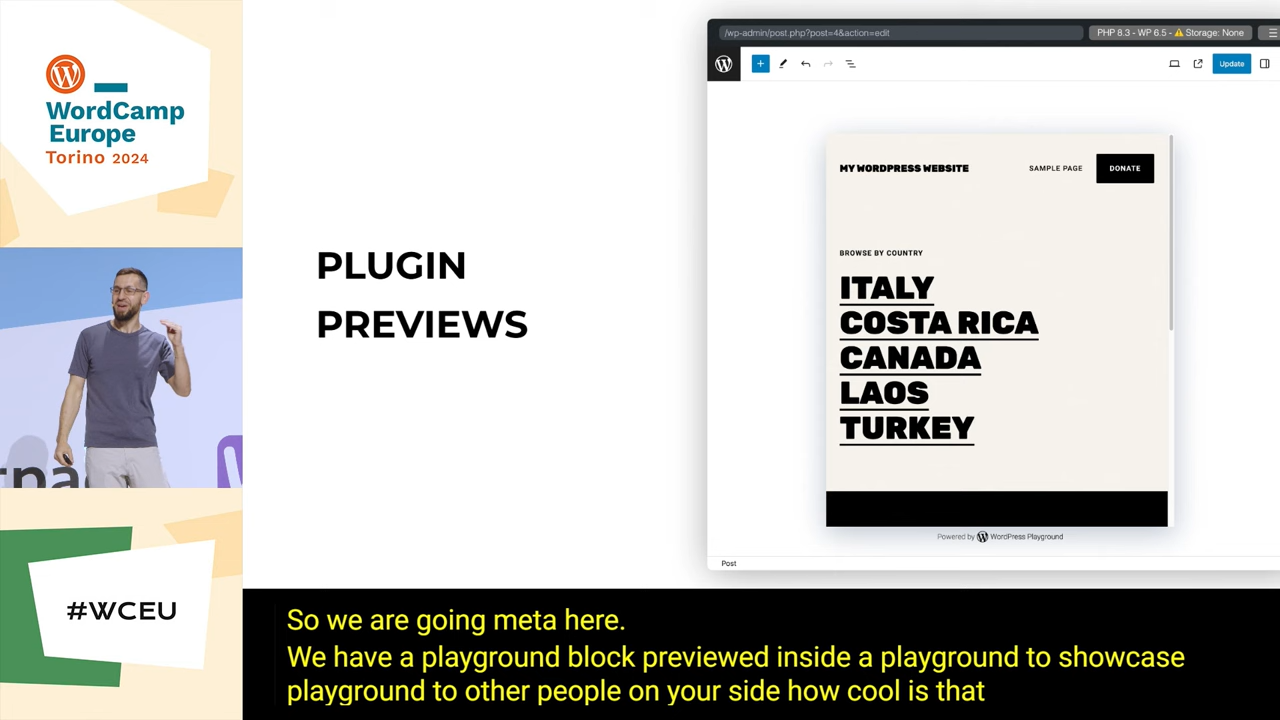 WordCamp
Europe
Torino 2024
#WCEU
PLUGIN
PREVIEWS
/wp-admin/post.php?post=4&action=edit
PHP 8.3 - WP 6.5 - ⚠ Storage: None
Update
MY WORDPRESS WEBSITE
SAMPLE PAGE
DONATE
BROWSE BY COUNTRY
ITALY
COSTA RICA
CANADA
LAOS
TURKEY
Powered by WordPress Playground
Post
So we are going meta here.
We have a playground block previewed inside a playground to showcase
playground to other people on your side how cool is that